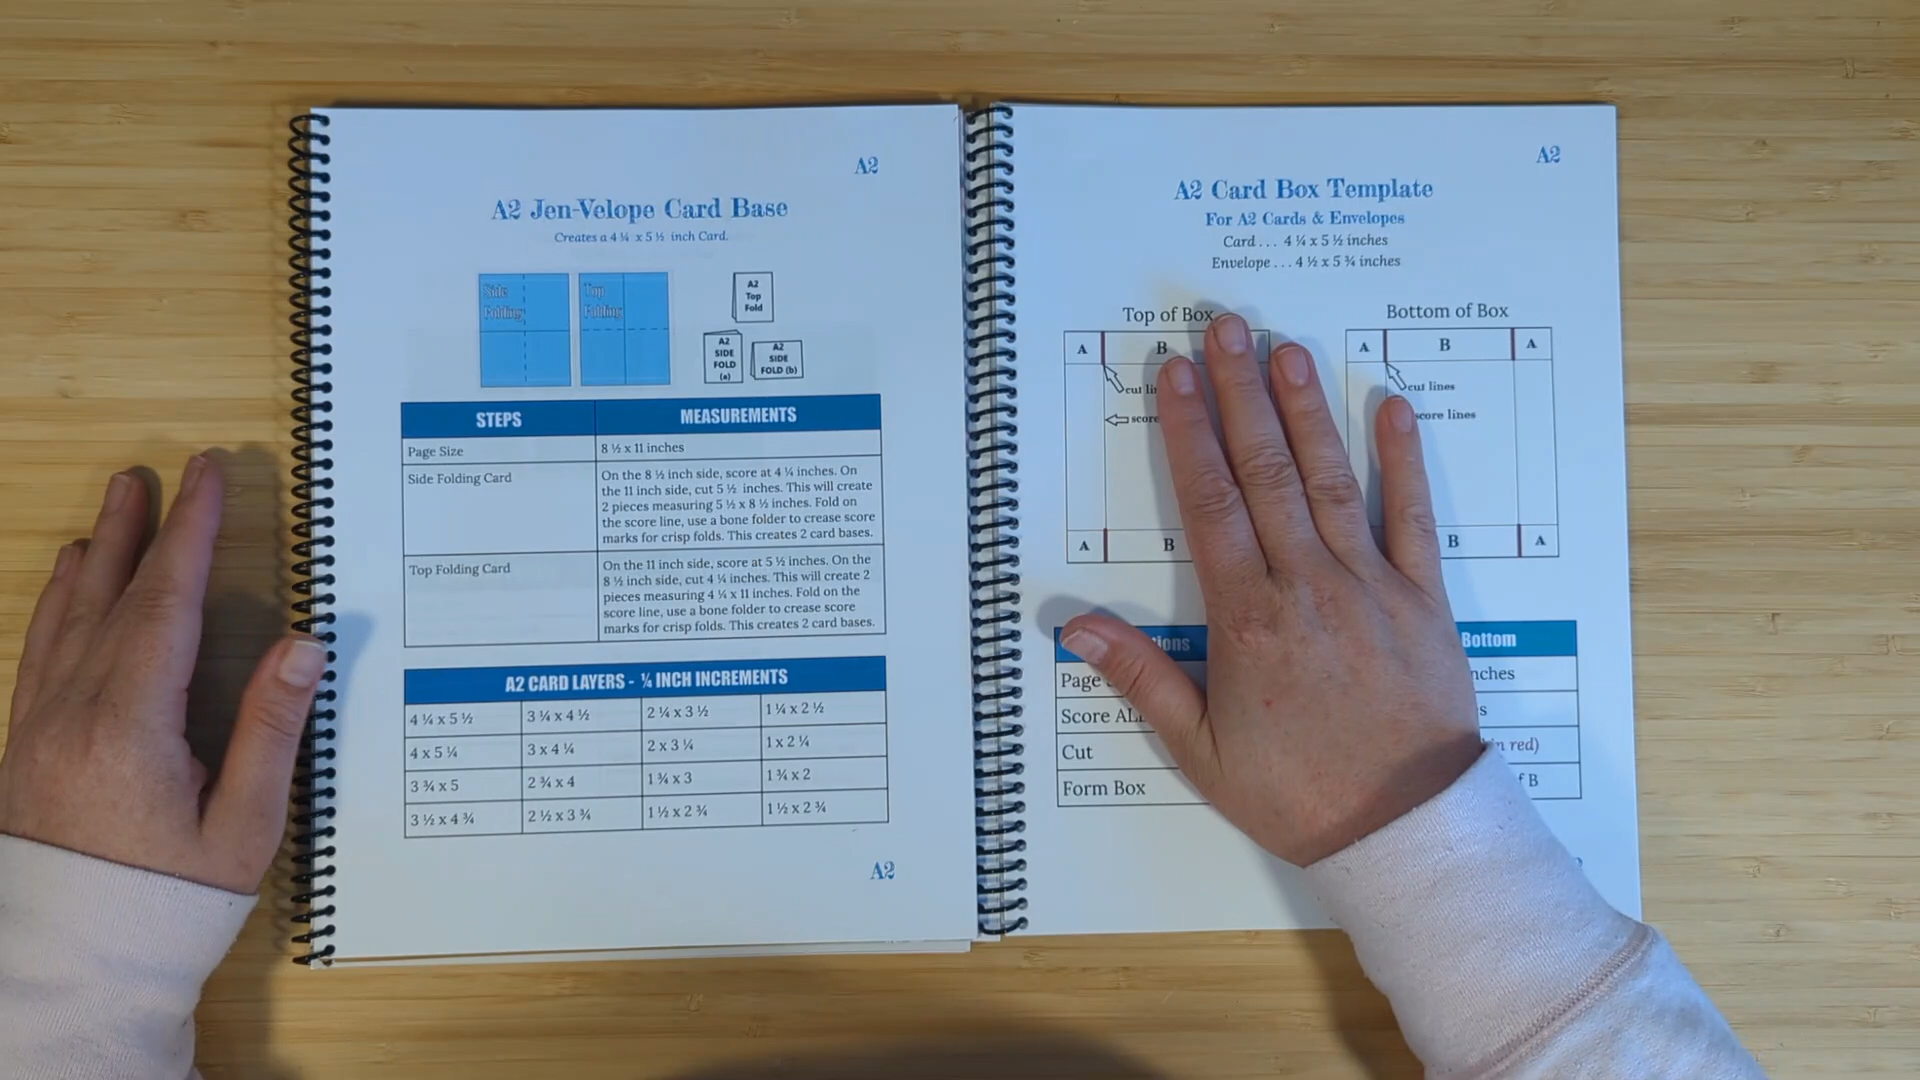 A2
A2 Jen-Velope Card Base
Creates a 4 ¼ x 5 ½ inch Card.
Side
Folding
Top
Folding
A2
Top
Fold
A2
SIDE
FOLD
(a)
A2
SIDE
FOLD (b)
STEPS MEASUREMENTS
Page Size 8 ½ x 11 inches
Side Folding Card On the 8 ½ inch side, score at 4 ¼ inches. On
the 11 inch side, cut 5 ½ inches. This will create
2 pieces measuring 5 ½ x 8 ½ inches. Fold on
the score line, use a bone folder to crease score
marks for crisp folds. This creates 2 card bases.
Top Folding Card On the 11 inch side, score at 5 ½ inches. On the
8 ½ inch side, cut 4 ¼ inches. This will create 2
pieces measuring 4 ¼ x 11 inches. Fold on the
score line, use a bone folder to crease score
marks for crisp folds. This creates 2 card bases.
A2 CARD LAYERS - ¼ INCH INCREMENTS
4 ¼ x 5 ½ 3 ¼ x 4 ½ 2 ¼ x 3 ½ 1 ¼ x 2 ½
4 x 5 ¼ 3 x 4 ¼ 2 x 3 ¼ 1 x 2 ¼
3 ¾ x 5 2 ¾ x 4 1 ¾ x 3 1 ¾ x 2
3 ½ x 4 ¾ 2 ½ x 3 ¾ 1 ½ x 2 ¾ 1 ½ x 2 ¾
A2
A2
A2 Card Box Template
For A2 Cards & Envelopes
Card . . . 4 ¼ x 5 ½ inches
Envelope . . . 4 ½ x 5 ¾ inches
Top of Box
A B
cut
score
A B
Bottom of Box
A B A
cut lines
score lines
B A
Bottom
Page
Score
Cut in red)
Form Box B